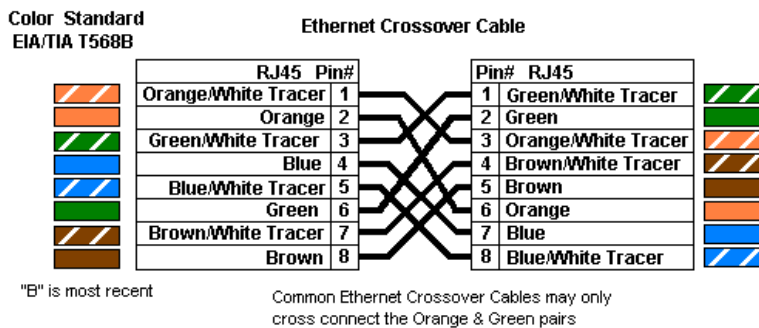 Color Standard
EIA/TIA T568B
Ethernet Crossover Cable
RJ45 Pin#
Orange/White Tracer 1
Orange 2
Green/White Tracer 3
Blue 4
Blue/White Tracer 5
Green 6
Brown/White Tracer 7
Brown 8
Pin# RJ45
1 Green/White Tracer
2 Green
3 Orange/White Tracer
4 Brown/White Tracer
5 Brown
6 Orange
7 Blue
8 Blue/White Tracer
"B" is most recent
Common Ethernet Crossover Cables may only
cross connect the Orange & Green pairs